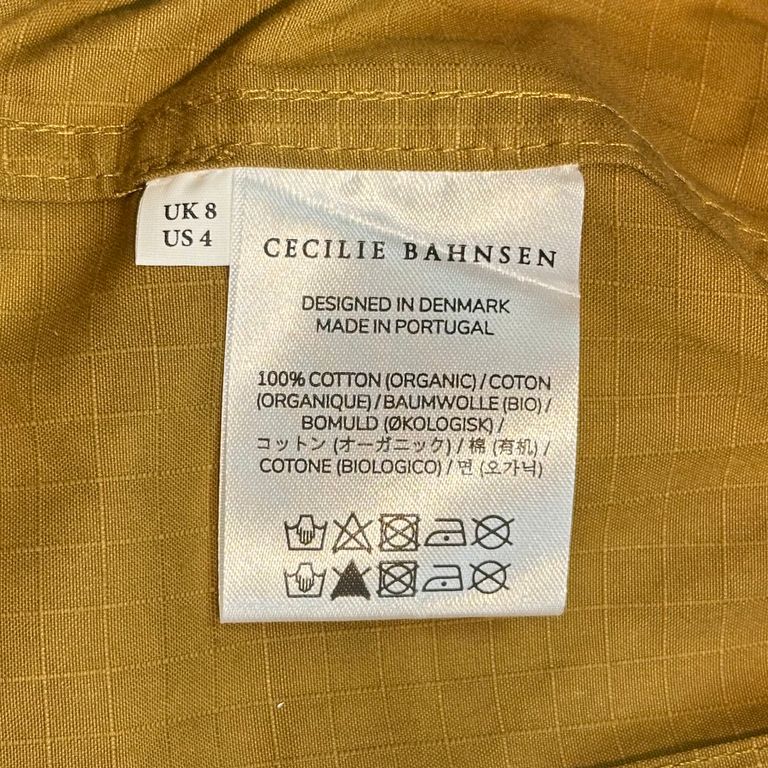 UK 8
US 4
CECILIE BAHNSEN
DESIGNED IN DENMARK
MADE IN PORTUGAL
100% COTTON (ORGANIC) / COTON
(ORGANIQUE) / BAUMWOLLE (BIO) /
BOMULD (ØKOLOGISK) /
コットン (オーガニック) / 棉 (有机) /
COTONE (BIOLOGICO) / 면 (오가닉)